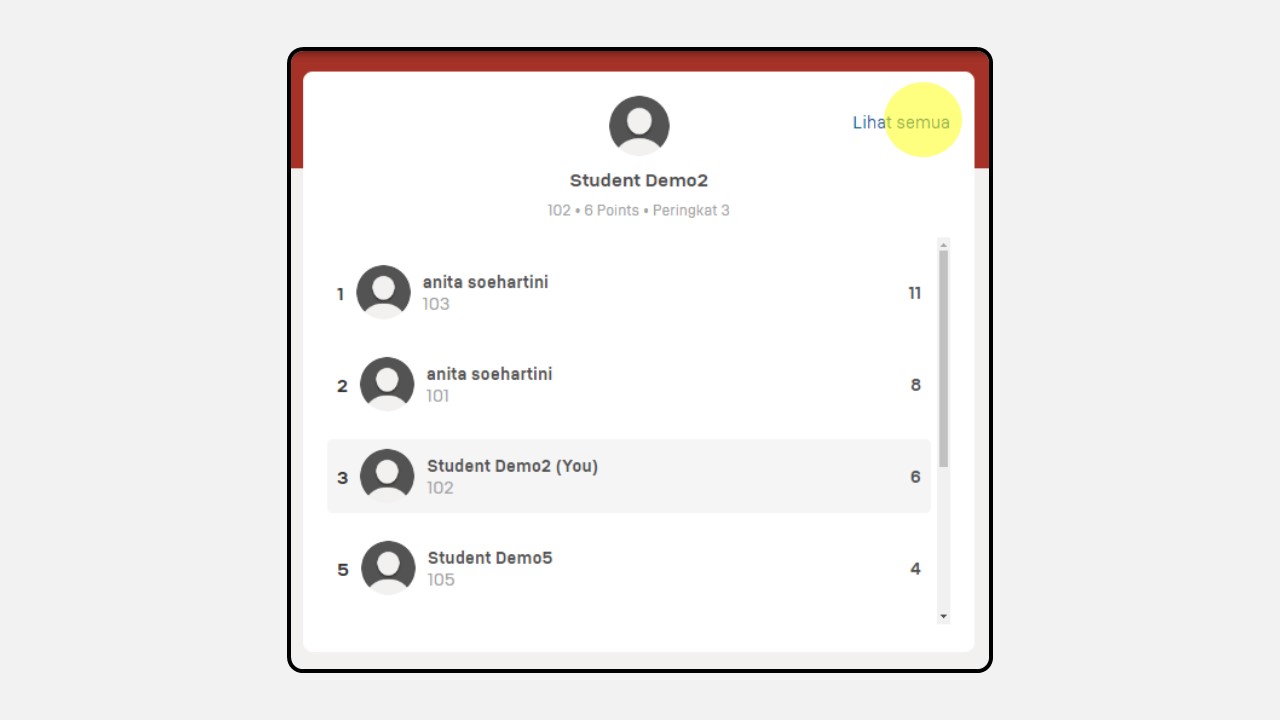 Lihat semua
Student Demo2
102 • 6 Points • Peringkat 3
1 anita soehartini 11
103
2 anita soehartini 8
101
3 Student Demo2 (You) 6
102
5 Student Demo5 4
105